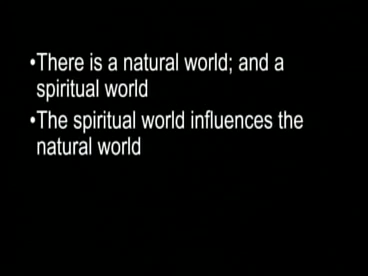 •There is a natural world; and a
spiritual world
•The spiritual world influences the
natural world